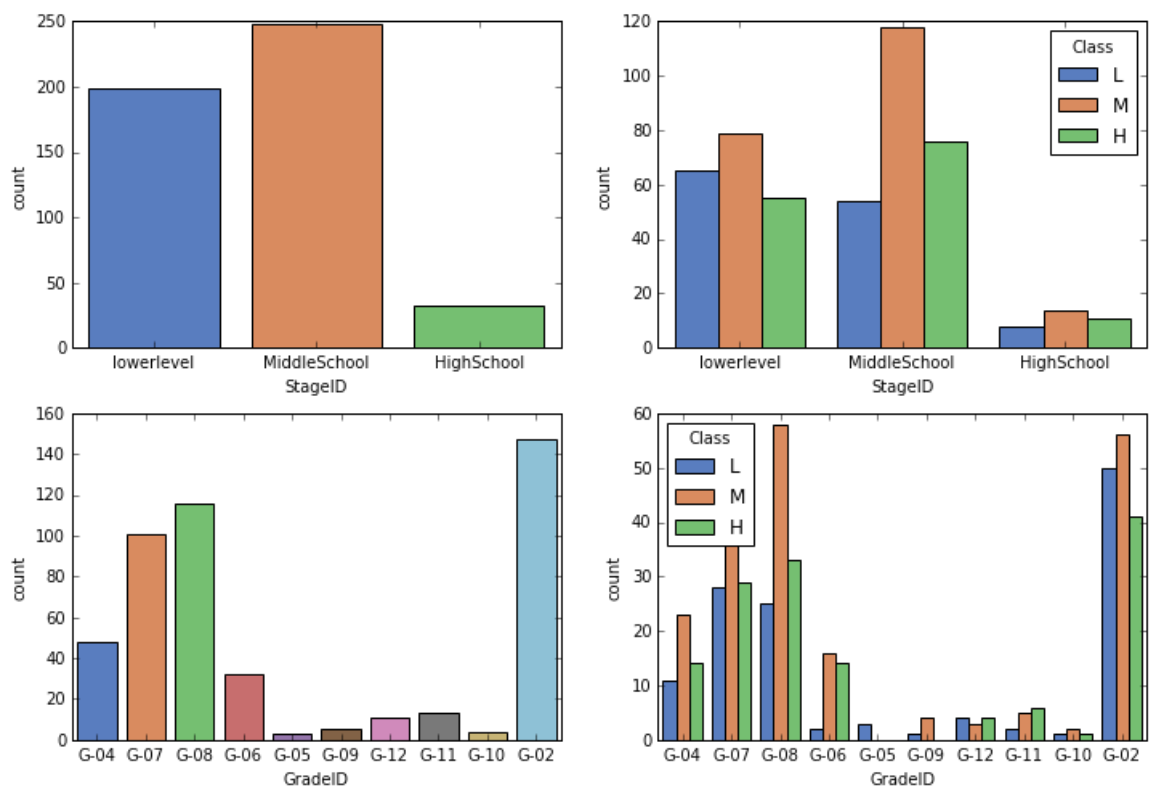 250
200
150
100
50
0
count
lowerlevel MiddleSchool HighSchool
StageID
120
100
80
60
40
20
0
count
Class
L
M
H
lowerlevel MiddleSchool HighSchool
StageID
160
140
120
100
80
60
40
20
0
count
G-04 G-07 G-08 G-06 G-05 G-09 G-12 G-11 G-10 G-02
GradeID
60
50
40
30
20
10
0
count
Class
L
M
H
G-04 G-07 G-08 G-06 G-05 G-09 G-12 G-11 G-10 G-02
GradeID